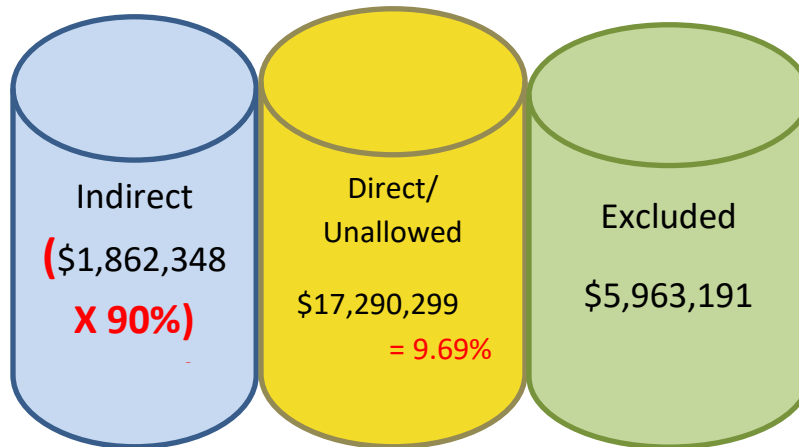 Indirect
($1,862,348
X 90%)
Direct/
Unallowed
$17,290,299
= 9.69%
Excluded
$5,963,191